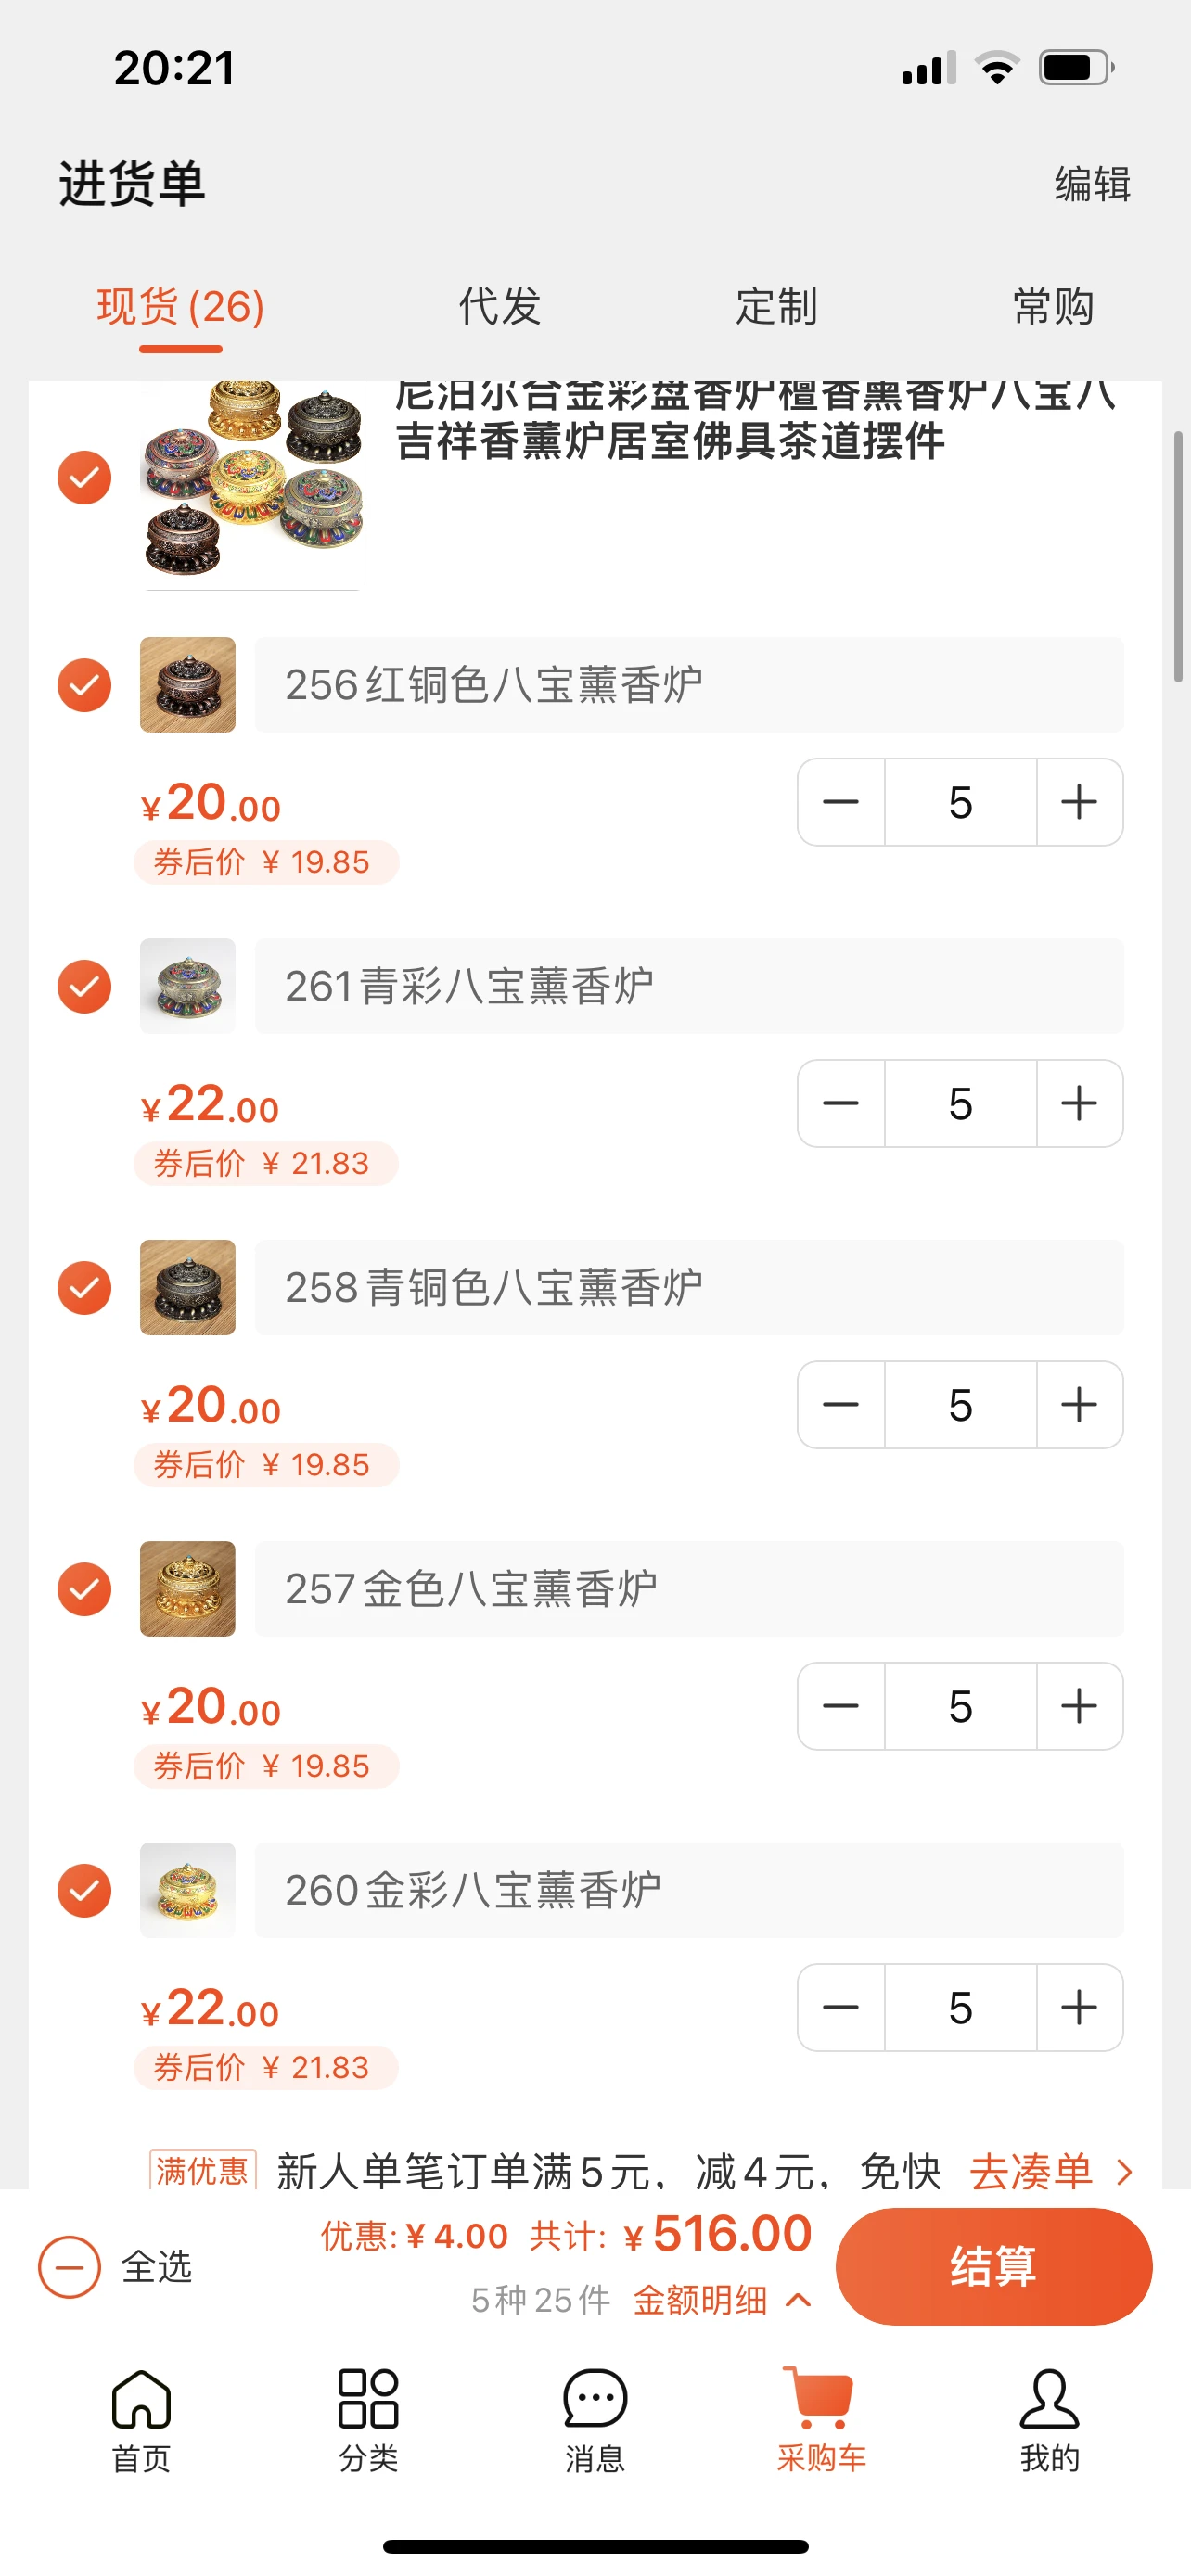 20:21
进货单
编辑
现货(26)
代发
定制
常购
尼泊尔合金彩盘香炉檀香熏香炉八宝八
吉祥香薰炉居室佛具茶道摆件
256红铜色八宝薰香炉
¥20.00
5
券后价 ¥ 19.85
261青彩八宝薰香炉
¥22.00
5
券后价 ¥ 21.83
258青铜色八宝薰香炉
¥20.00
5
券后价 ¥ 19.85
257金色八宝薰香炉
¥20.00
5
券后价 ¥ 19.85
260金彩八宝薰香炉
¥22.00
5
券后价 ¥ 21.83
满优惠 新人单笔订单满5元，减4元，免快 去凑单
全选
优惠:¥4.00 共计: ¥516.00
5种25件 金额明细
结算
首页
分类
消息
采购车
我的